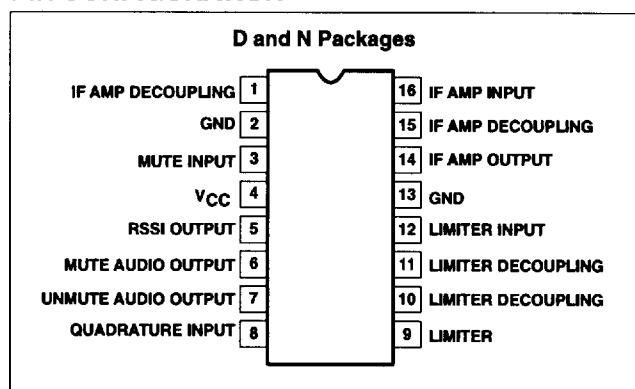 D and N Packages
IF AMP DECOUPLING 1
GND 2
MUTE INPUT 3
VCC 4
RSSI OUTPUT 5
MUTE AUDIO OUTPUT 6
UNMUTE AUDIO OUTPUT 7
QUADRATURE INPUT 8
16 IF AMP INPUT
15 IF AMP DECOUPLING
14 IF AMP OUTPUT
13 GND
12 LIMITER INPUT
11 LIMITER DECOUPLING
10 LIMITER DECOUPLING
9 LIMITER